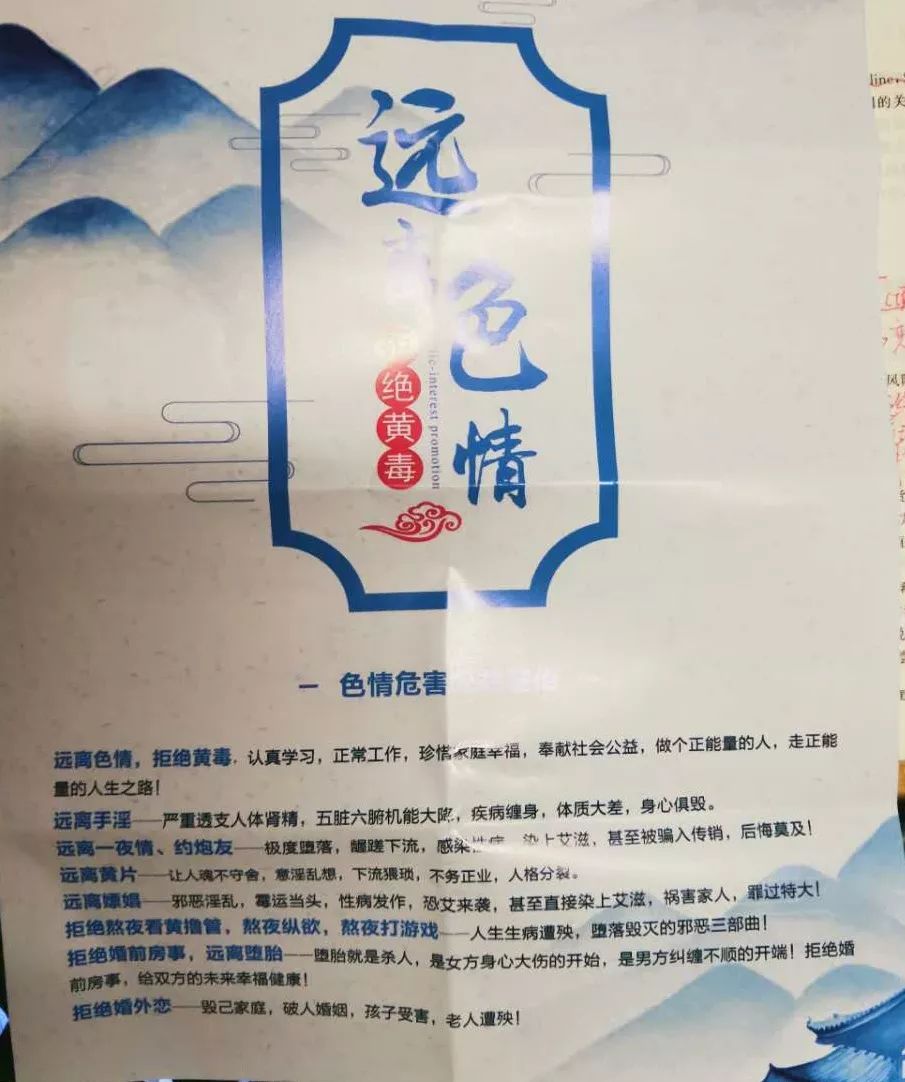 远
色情
绝黄毒
lic-interest promotion
一 色情危害
远离色情，拒绝黄毒，认真学习，正常工作，珍惜家庭幸福，奉献社会公益，做个正能量的人，走正能
量的人生之路！
远离手淫——严重透支人体肾精，五脏六腑机能大降，疾病缠身，体质大差，身心俱毁。
远离一夜情、约炮友——极度堕落，龌蹉下流，感染性病，染上艾滋，甚至被骗入传销，后悔莫及！
远离黄片——让人魂不守舍，意淫乱想，下流猥琐，不务正业，人格分裂。
远离嫖娼——邪恶淫乱，霉运当头，性病发作，恐艾来袭，甚至直接染上艾滋，祸害家人，罪过特大！
拒绝熬夜看黄撸管，熬夜纵欲，熬夜打游戏——人生生病遭殃，堕落毁灭的邪恶三部曲！
拒绝婚前房事，远离堕胎——堕胎就是杀人，是女方身心大伤的开始，是男方纠缠不顺的开端！拒绝婚
前房事，给双方的未来幸福健康！
拒绝婚外恋——毁己家庭，破人婚姻，孩子受害，老人遭殃！